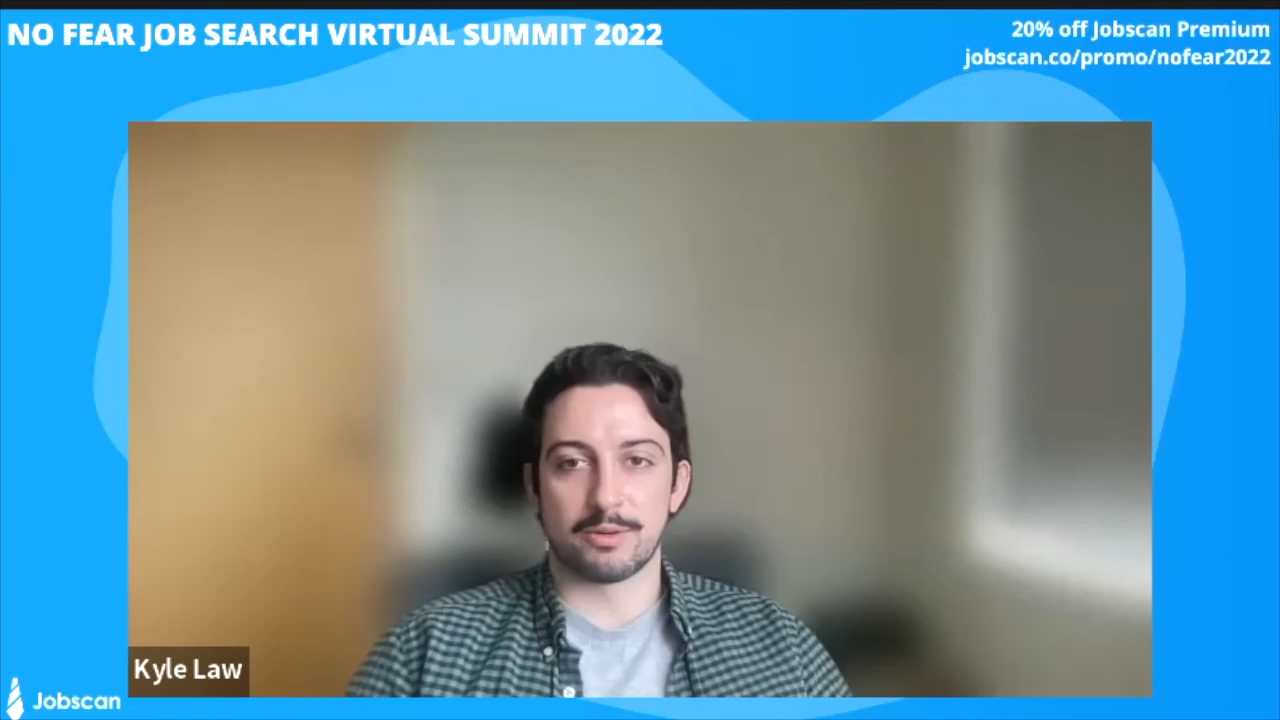 NO FEAR JOB SEARCH VIRTUAL SUMMIT 2022
20% off Jobscan Premium
jobscan.co/promo/nofear2022
Kyle Law
Jobscan